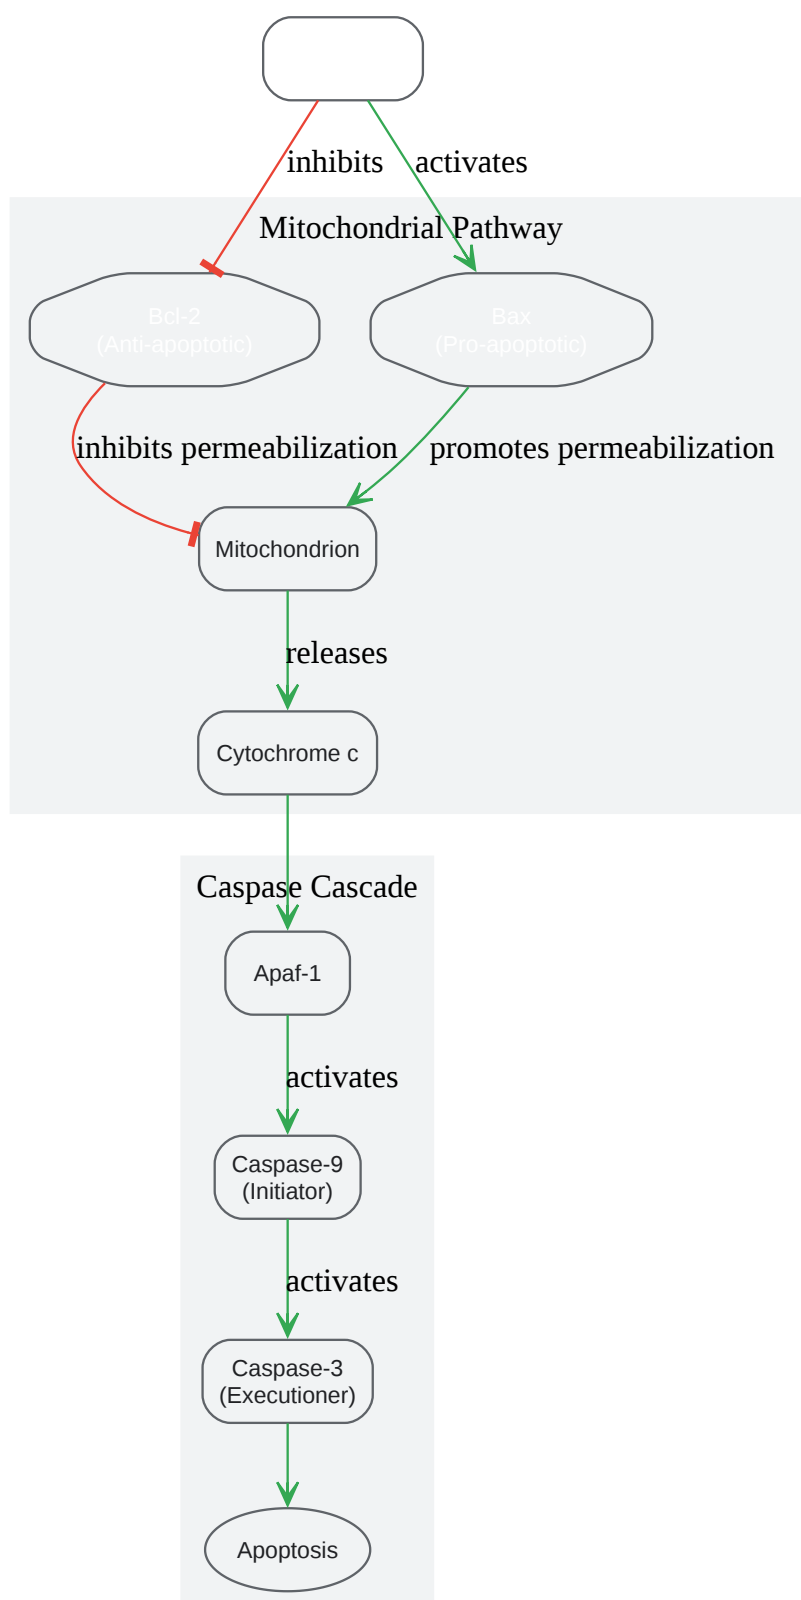 inhibits
activates
Mitochondrial Pathway
Bcl-2
(Anti-apoptotic)
Bax
(Pro-apoptotic)
inhibits permeabilization
promotes permeabilization
Mitochondrion
releases
Cytochrome c
Caspase Cascade
Apaf-1
activates
Caspase-9
(Initiator)
activates
Caspase-3
(Executioner)
Apoptosis